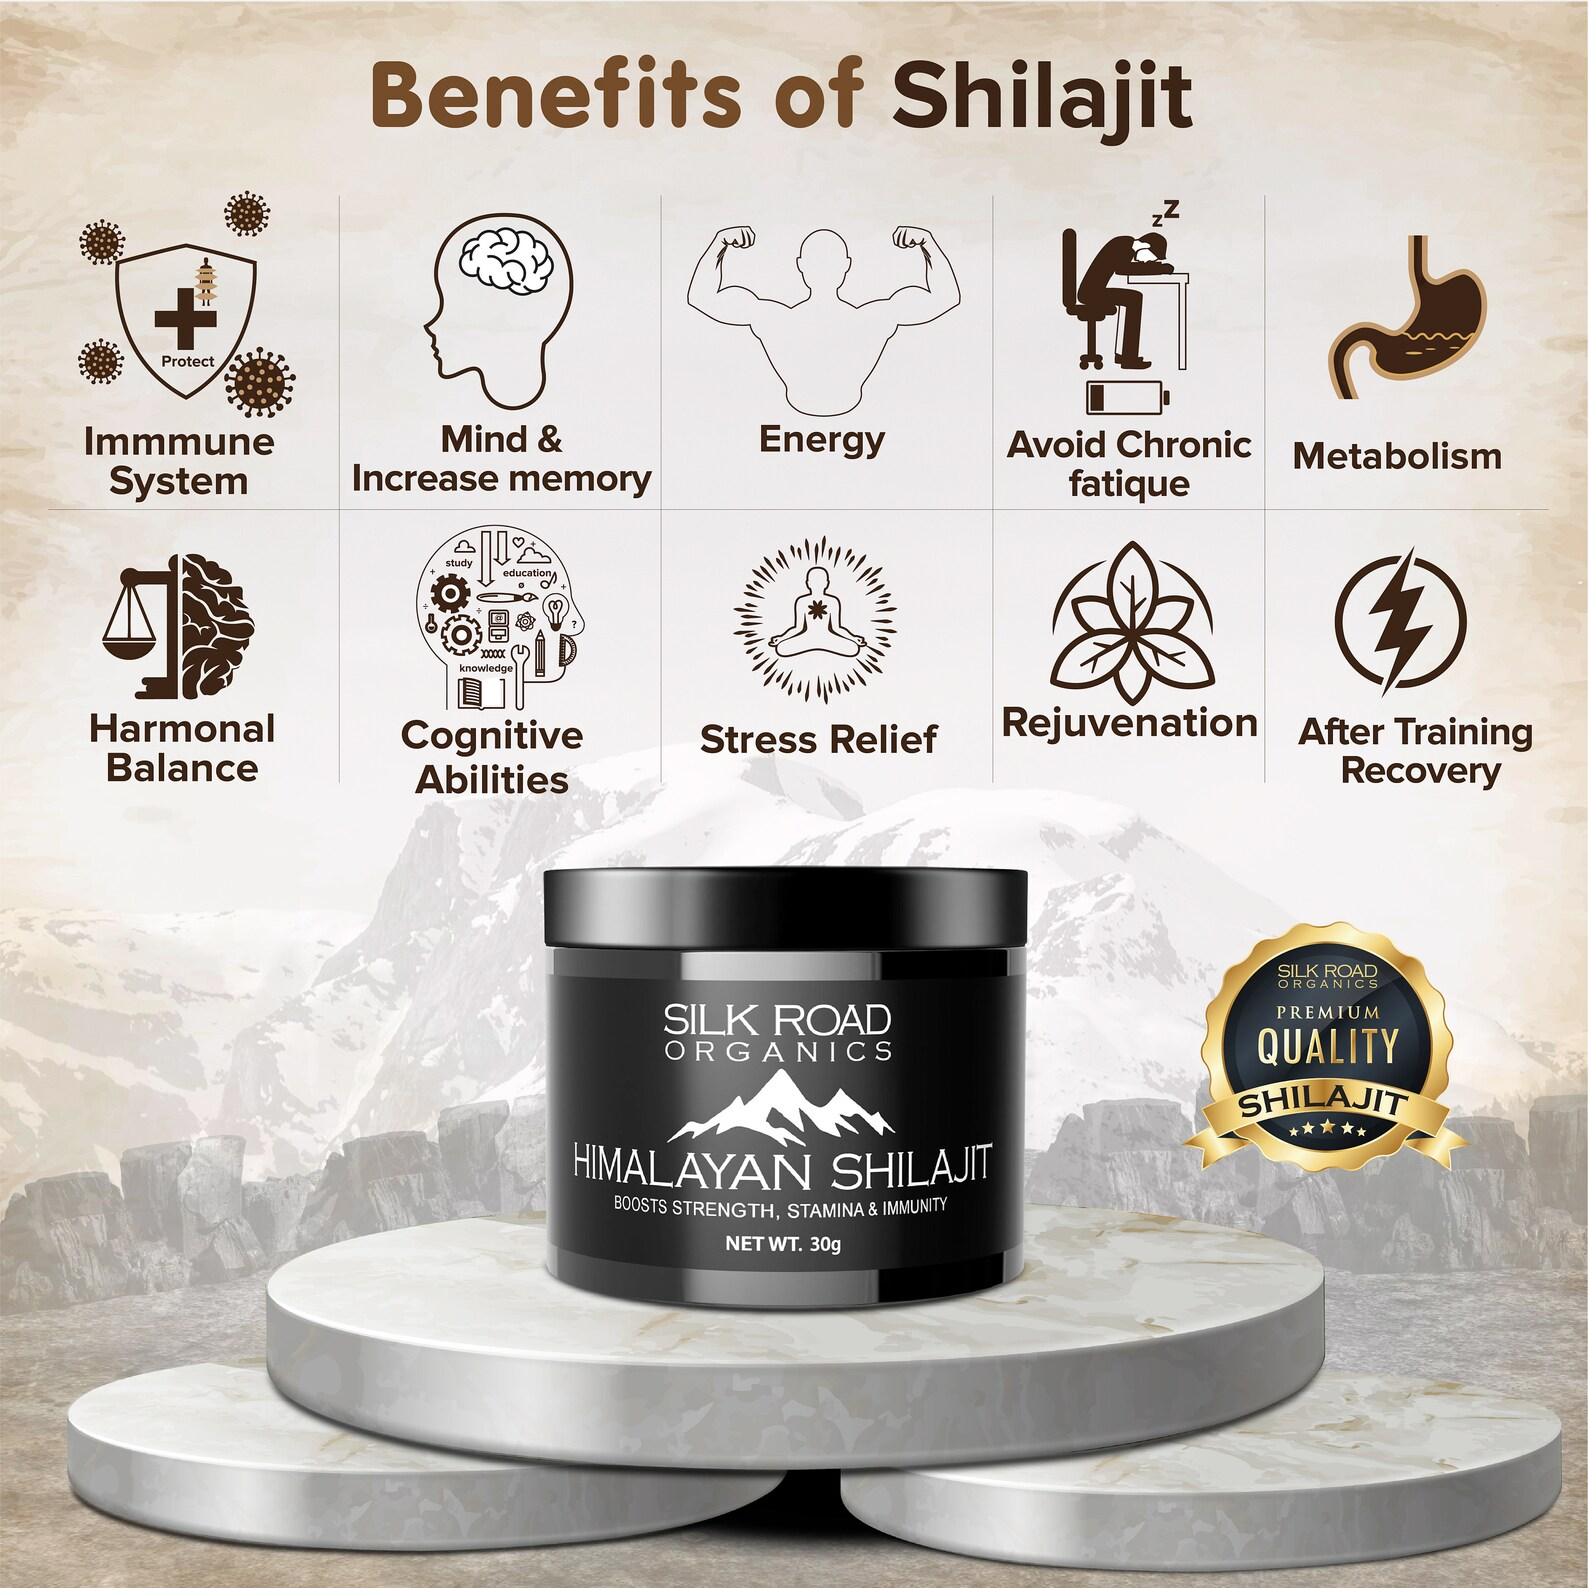 Benefits of Shilajit
zZ
Protect
Immmune
System
Mind &
Increase memory
Energy
Avoid Chronic
fatique
Metabolism
study
education
?
knowledge
Harmonal
Balance
Cognitive
Abilities
Stress Relief
Rejuvenation
After Training
Recovery
SILK ROAD
ORGANICS
HIMALAYAN SHILAJIT
BOOSTS STRENGTH, STAMINA & IMMUNITY
NET WT. 30g
SILK ROAD
ORGANICS
PREMIUM
QUALITY
SHILAJIT